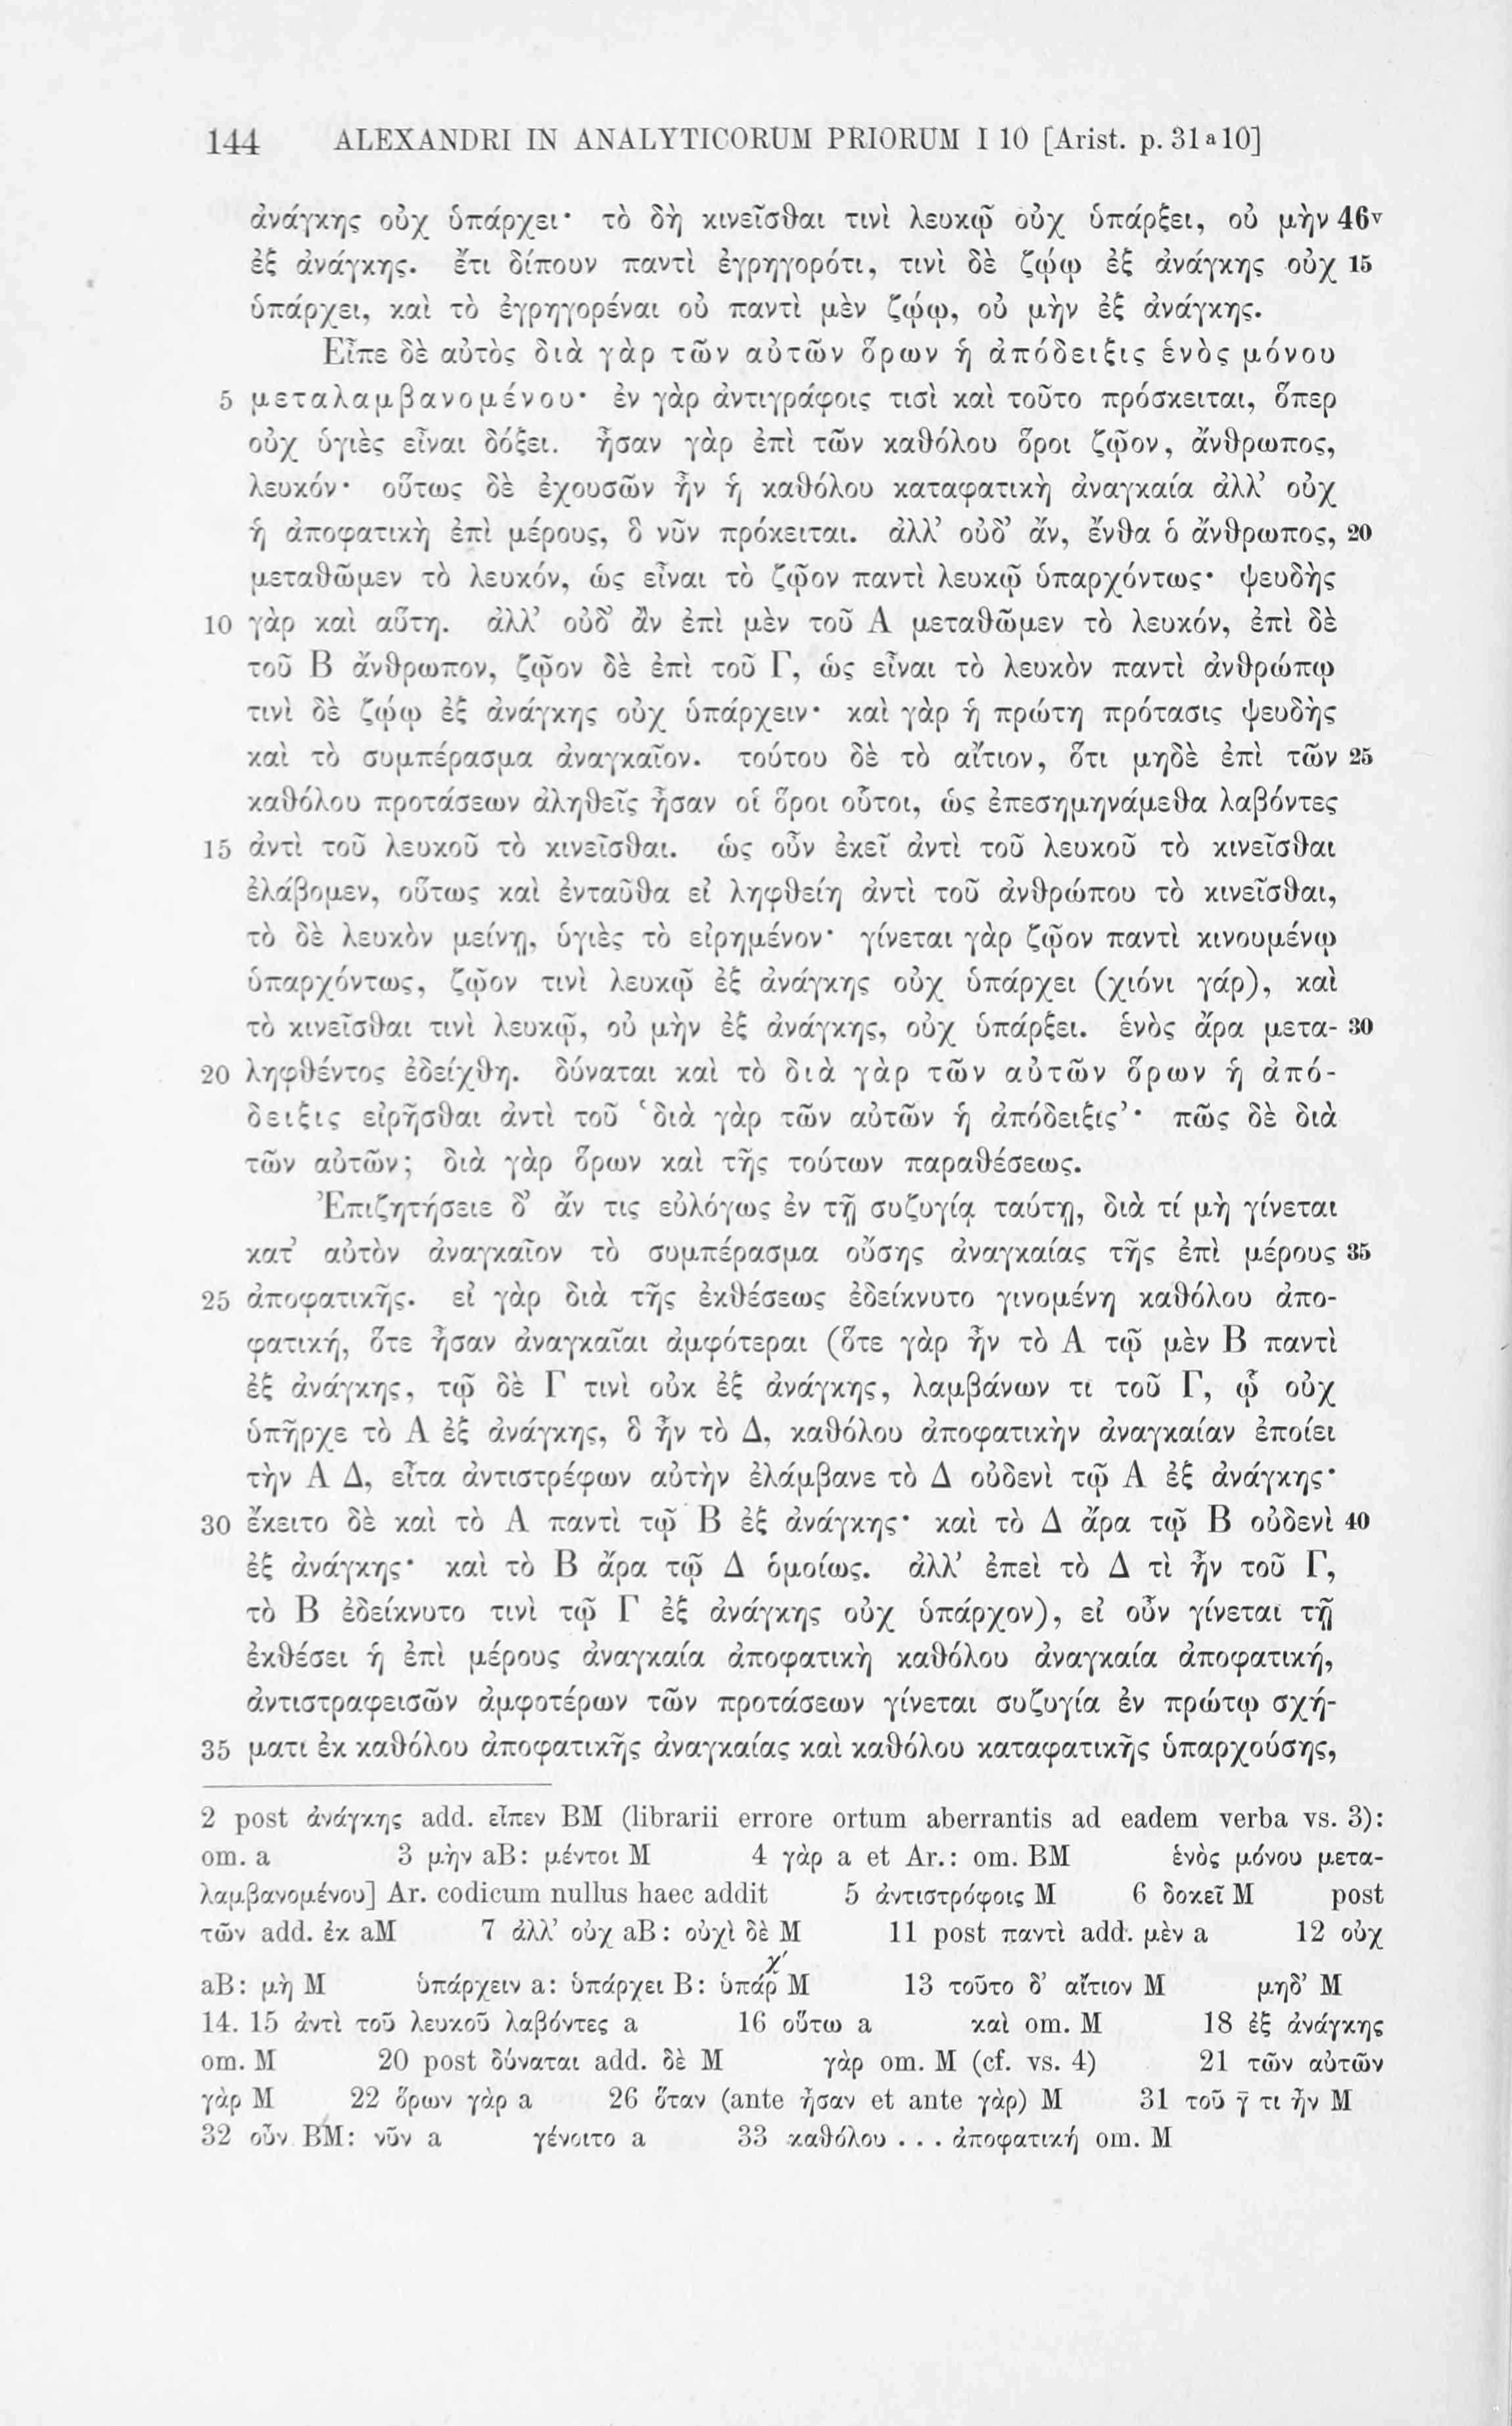 144 ALEXANDRI IN ANALYTICORUM PRIORUM I 10 [Arist. p. 31 a 10]
ἀνάγκης οὐχ ὑπάρχει· τὸ δὴ κινεῖσθαι τινὶ λευκῷ οὐχ ὑπάρξει, οὐ μὴν 46v
ἐξ ἀνάγκης. ἔτι δίπουν παντὶ ἐγρηγορότι, τινὶ δὲ ζῴῳ ἐξ ἀνάγκης οὐχ 15
ὑπάρχει, καὶ τὸ ἐγρηγορέναι οὐ παντὶ μὲν ζῴῳ, οὐ μὴν ἐξ ἀνάγκης.
Εἶπε δὲ αὐτὸς διὰ γὰρ τῶν αὐτῶν ὅρων ἡ ἀπόδειξις ἑνὸς μόνου
5 μεταλαμβανομένου· ἐν γὰρ ἀντιγράφοις τισὶ καὶ τοῦτο πρόσκειται, ὅπερ
οὐχ ὑγιὲς εἶναι δόξει. ἦσαν γὰρ ἐπὶ τῶν καθόλου ὅροι ζῷον, ἄνθρωπος,
λευκόν· οὕτως δὲ ἐχουσῶν ἦν ἡ καθόλου καταφατικὴ ἀναγκαία ἀλλ’ οὐχ
ἡ ἀποφατικὴ ἐπὶ μέρους, ὃ νῦν πρόκειται. ἀλλ’ οὐδ’ ἄν, ἔνθα ὁ ἄνθρωπος, 20
μεταθῶμεν τὸ λευκόν, ὡς εἶναι τὸ ζῷον παντὶ λευκῷ ὑπαρχόντως· ψευδὴς
10 γὰρ καὶ αὕτη. ἀλλ’ οὐδ’ ἂν ἐπὶ μὲν τοῦ Α μεταθῶμεν τὸ λευκόν, ἐπὶ δὲ
τοῦ Β ἄνθρωπον, ζῷον δὲ ἐπὶ τοῦ Γ, ὡς εἶναι τὸ λευκὸν παντὶ ἀνθρώπῳ
τινὶ δὲ ζῴῳ ἐξ ἀνάγκης οὐχ ὑπάρχειν· καὶ γὰρ ἡ πρώτη πρότασις ψευδὴς
καὶ τὸ συμπέρασμα ἀναγκαῖον. τούτου δὲ τὸ αἴτιον, ὅτι μηδὲ ἐπὶ τῶν 25
καθόλου προτάσεων ἀληθεῖς ἦσαν οἱ ὅροι οὗτοι, ὡς ἐπεσημηνάμεθα λαβόντες
15 ἀντὶ τοῦ λευκοῦ τὸ κινεῖσθαι. ὡς οὖν ἐκεῖ ἀντὶ τοῦ λευκοῦ τὸ κινεῖσθαι
ἐλάβομεν, οὕτως καὶ ἐνταῦθα εἰ ληφθείη ἀντὶ τοῦ ἀνθρώπου τὸ κινεῖσθαι,
τὸ δὲ λευκὸν μείνῃ, ὑγιὲς τὸ εἰρημένον· γίνεται γὰρ ζῷον παντὶ κινουμένῳ
ὑπαρχόντως, ζῷον τινὶ λευκῷ ἐξ ἀνάγκης οὐχ ὑπάρχει (χιόνι γάρ), καὶ
τὸ κινεῖσθαι τινὶ λευκῷ, οὐ μὴν ἐξ ἀνάγκης, οὐχ ὑπάρξει. ἑνὸς ἄρα μετα- 30
20 ληφθέντος ἐδείχθη. δύναται καὶ τὸ διὰ γὰρ τῶν αὐτῶν ὅρων ἡ ἀπό-
δειξις εἰρῆσθαι ἀντὶ τοῦ ‘διὰ γὰρ τῶν αὐτῶν ἡ ἀπόδειξις’· πῶς δὲ διὰ
τῶν αὐτῶν; διὰ γὰρ ὅρων καὶ τῆς τούτων παραθέσεως.
Ἐπιζητήσειε δ’ ἄν τις εὐλόγως ἐν τῇ συζυγίᾳ ταύτῃ, διὰ τί μὴ γίνεται
κατ’ αὐτὸν ἀναγκαῖον τὸ συμπέρασμα οὔσης ἀναγκαίας τῆς ἐπὶ μέρους 35
25 ἀποφατικῆς. εἰ γὰρ διὰ τῆς ἐκθέσεως ἐδείκνυτο γινομένη καθόλου ἀπο-
φατική, ὅτε ἦσαν ἀναγκαῖαι ἀμφότεραι (ὅτε γὰρ ἦν τὸ Α τῷ μὲν Β παντὶ
ἐξ ἀνάγκης, τῷ δὲ Γ τινὶ οὐκ ἐξ ἀνάγκης, λαμβάνων τι τοῦ Γ, ᾧ οὐχ
ὑπῆρχε τὸ Α ἐξ ἀνάγκης, ὃ ἦν τὸ Δ, καθόλου ἀποφατικὴν ἀναγκαίαν ἐποίει
τὴν Α Δ, εἶτα ἀντιστρέφων αὐτὴν ἐλάμβανε τὸ Δ οὐδενὶ τῷ Α ἐξ ἀνάγκης·
30 ἔκειτο δὲ καὶ τὸ Α παντὶ τῷ Β ἐξ ἀνάγκης· καὶ τὸ Δ ἄρα τῷ Β οὐδενὶ 40
ἐξ ἀνάγκης· καὶ τὸ Β ἄρα τῷ Δ ὁμοίως. ἀλλ’ ἐπεὶ τὸ Δ τὶ ἦν τοῦ Γ,
τὸ Β ἐδείκνυτο τινὶ τῷ Γ ἐξ ἀνάγκης οὐχ ὑπάρχον), εἰ οὖν γίνεται τῇ
ἐκθέσει ἡ ἐπὶ μέρους ἀναγκαία ἀποφατικὴ καθόλου ἀναγκαία ἀποφατική,
ἀντιστραφεισῶν ἀμφοτέρων τῶν προτάσεων γίνεται συζυγία ἐν πρώτῳ σχή-
35 ματι ἐκ καθόλου ἀποφατικῆς ἀναγκαίας καὶ καθόλου καταφατικῆς ὑπαρχούσης,
2 post ἀνάγκης add. εἶπεν BM (librarii errore ortum aberrantis ad eadem verba vs. 3):
om. a 3 μὴν aB: μέντοι M 4 γὰρ a et Ar.: om. BM ἑνὸς μόνου μετα-
λαμβανομένου] Ar. codicum nullus haec addit 5 ἀντιστρόφοις M 6 δοκεῖ M post
τῶν add. ἐκ aM 7 ἀλλ’ οὐχ aB: οὐχὶ δὲ M 11 post παντὶ add. μὲν a 12 οὐχ
aB: μὴ M ὑπάρχειν a: ὑπάρχει B: ὑπάρχ´ M 13 τοῦτο δ’ αἴτιον M μηδ’ M
14. 15 ἀντὶ τοῦ λευκοῦ λαβόντες a 16 οὕτω a καὶ om. M 18 ἐξ ἀνάγκης
om. M 20 post δύναται add. δὲ M γὰρ om. M (cf. vs. 4) 21 τῶν αὐτῶν
γὰρ M 22 ὅρων γὰρ a 26 ὅταν (ante ἦσαν et ante γὰρ) M 31 τοῦ γ̄ τι ἦν M
32 οὖν BM: νῦν a γένοιτο a 33 καθόλου . . . ἀποφατική om. M